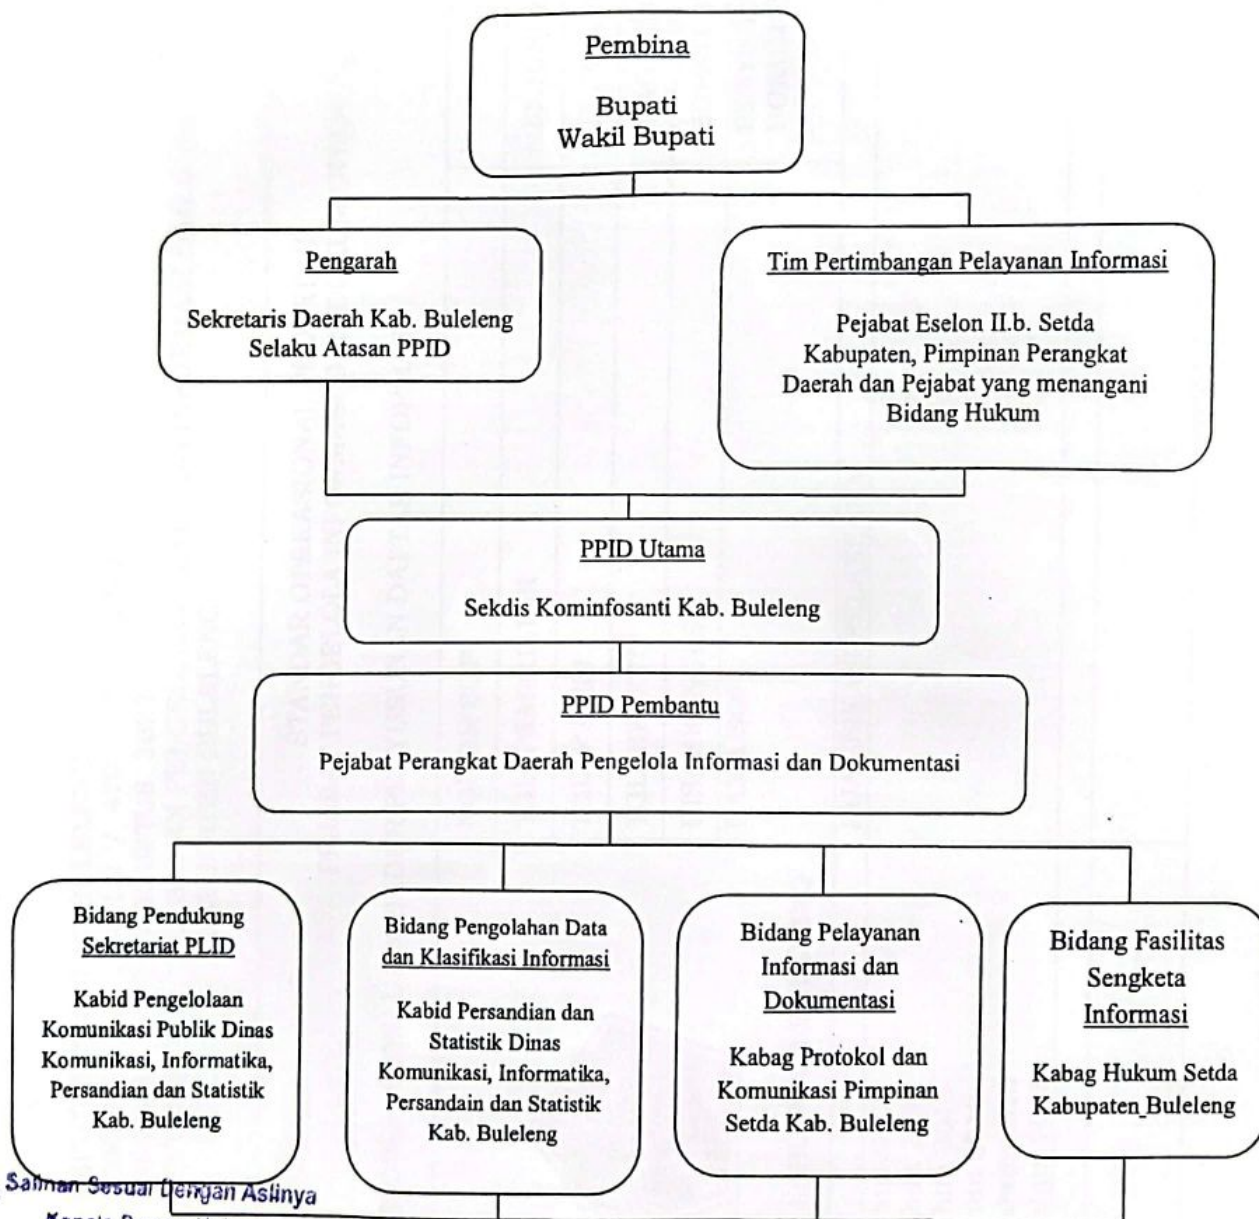 Pembina
Bupati
Wakil Bupati
Pengarah
Sekretaris Daerah Kab. Buleleng
Selaku Atasan PPID
Tim Pertimbangan Pelayanan Informasi
Pejabat Eselon II.b. Setda
Kabupaten, Pimpinan Perangkat
Daerah dan Pejabat yang menangani
Bidang Hukum
PPID Utama
Sekdis Kominfosanti Kab. Buleleng
PPID Pembantu
Pejabat Perangkat Daerah Pengelola Informasi dan Dokumentasi
Bidang Pendukung
Sekretariat PLID
Kabid Pengelolaan
Komunikasi Publik Dinas
Komunikasi, Informatika,
Persandian dan Statistik
Kab. Buleleng
Bidang Pengolahan Data
dan Klasifikasi Informasi
Kabid Persandian dan
Statistik Dinas
Komunikasi, Informatika,
Persandain dan Statistik
Kab. Buleleng
Bidang Pelayanan
Informasi dan
Dokumentasi
Kabag Protokol dan
Komunikasi Pimpinan
Setda Kab. Buleleng
Bidang Fasilitas
Sengketa
Informasi
Kabag Hukum Setda
Kabupaten_Buleleng
Salinan Sesuai Dengan Aslinya